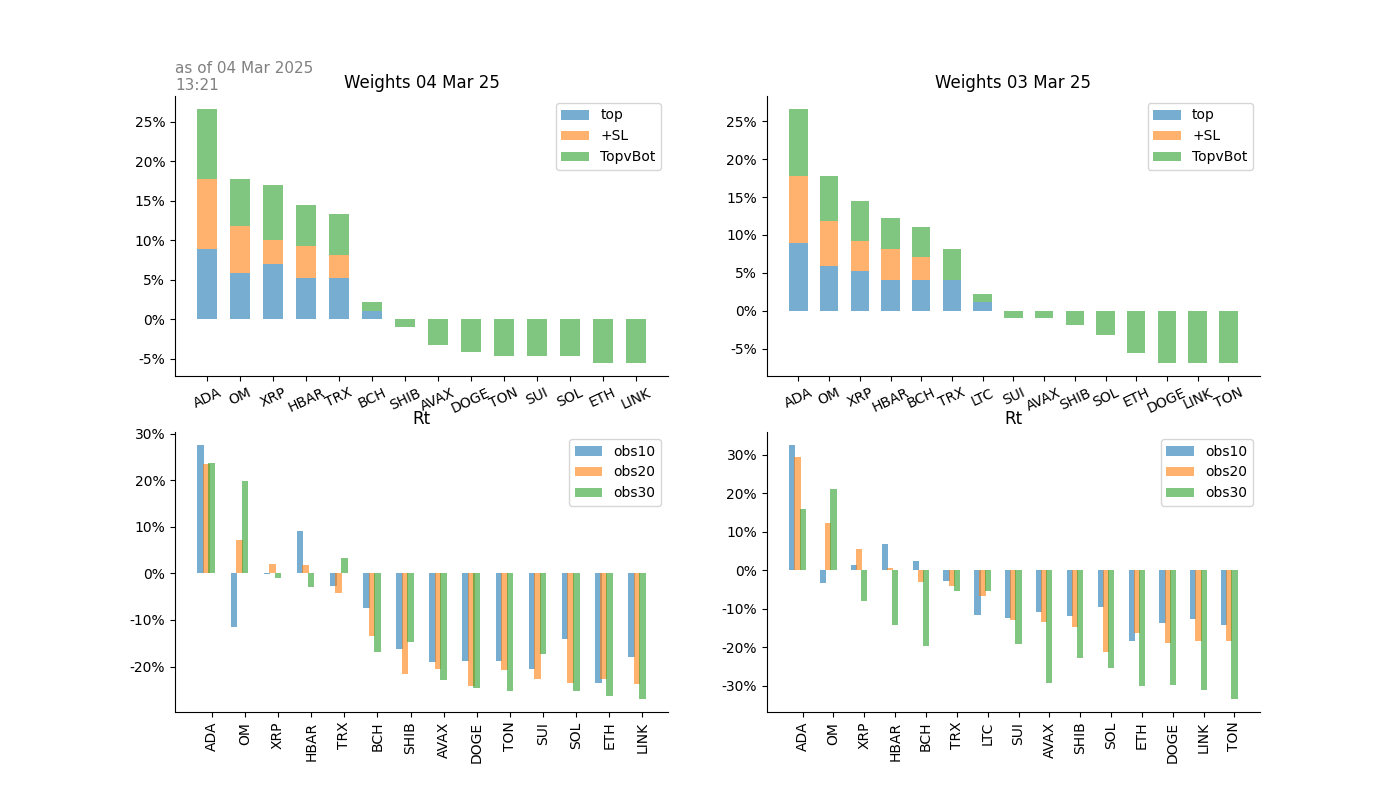 as of 04 Mar 2025
13:21
Weights 04 Mar 25
25%
20%
15%
10%
5%
0%
-5%
top
+SL
TopvBot
ADA OM XRP HBAR TRX BCH SHIB AVAX DOGE TON SUI SOL ETH LINK
Weights 03 Mar 25
25%
20%
15%
10%
5%
0%
-5%
top
+SL
TopvBot
ADA OM XRP HBAR BCH TRX LTC SUI AVAX SHIB SOL ETH DOGE LINK TON
Rt
30%
20%
10%
0%
-10%
-20%
obs10
obs20
obs30
ADA OM XRP HBAR TRX BCH SHIB AVAX DOGE TON SUI SOL ETH LINK
Rt
30%
20%
10%
0%
-10%
-20%
-30%
obs10
obs20
obs30
ADA OM XRP HBAR BCH TRX LTC SUI AVAX SHIB SOL ETH DOGE LINK TON